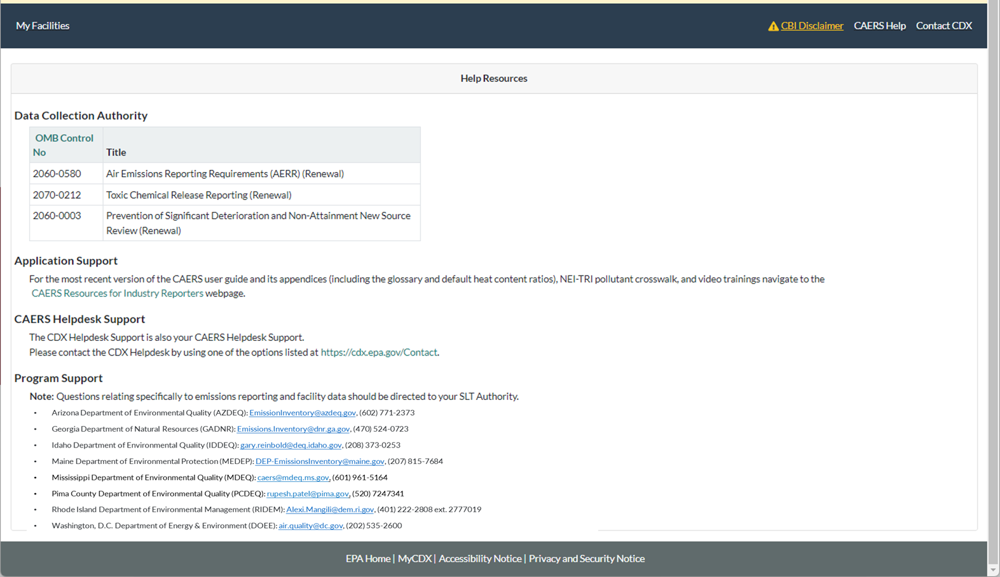 My Facilities
CBI Disclaimer CAERS Help Contact CDX
Help Resources
Data Collection Authority
OMB Control
No Title
2060-0580 Air Emissions Reporting Requirements (AERR) (Renewal)
2070-0212 Toxic Chemical Release Reporting (Renewal)
2060-0003 Prevention of Significant Deterioration and Non-Attainment New Source
Review (Renewal)
Application Support
For the most recent version of the CAERS user guide and its appendices (including the glossary and default heat content ratios), NEI-TRI pollutant crosswalk, and video trainings navigate to the
CAERS Resources for Industry Reporters webpage.
CAERS Helpdesk Support
The CDX Helpdesk Support is also your CAERS Helpdesk Support.
Please contact the CDX Helpdesk by using one of the options listed at https://cdx.epa.gov/Contact.
Program Support
Note: Questions relating specifically to emissions reporting and facility data should be directed to your SLT Authority.
• Arizona Department of Environmental Quality (AZDEQ): EmissionInventory@azdeq.gov, (602) 771-2373
• Georgia Department of Natural Resources (GADNR): Emissions.Inventory@dnr.ga.gov, (470) 524-0723
• Idaho Department of Environmental Quality (IDDEQ): gary.reinbold@deq.idaho.gov, (208) 373-0253
• Maine Department of Environmental Protection (MEDEP): DEP-EmissionsInventory@maine.gov, (207) 815-7684
• Mississippi Department of Environmental Quality (MDEQ): caers@mdeq.ms.gov, (601) 961-5164
• Pima County Department of Environmental Quality (PCDEQ): rupesh.patel@pima.gov, (520) 7247341
• Rhode Island Department of Environmental Management (RIDEM): Alexi.Mangili@dem.ri.gov, (401) 222-2808 ext. 2777019
• Washington, D.C. Department of Energy & Environment (DOEE): air.quality@dc.gov, (202) 535-2600
EPA Home | MyCDX | Accessibility Notice | Privacy and Security Notice